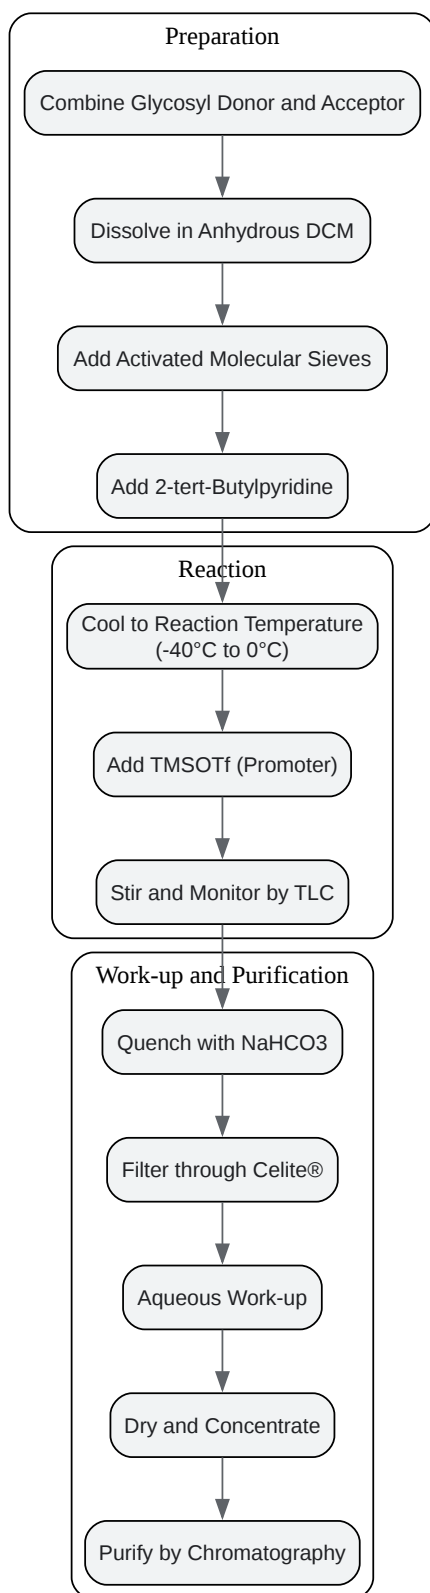 Preparation
Combine Glycosyl Donor and Acceptor
Dissolve in Anhydrous DCM
Add Activated Molecular Sieves
Add 2-tert-Butylpyridine
Reaction
Cool to Reaction Temperature
(-40°C to 0°C)
Add TMSOTf (Promoter)
Stir and Monitor by TLC
Work-up and Purification
Quench with NaHCO3
Filter through Celite®
Aqueous Work-up
Dry and Concentrate
Purify by Chromatography